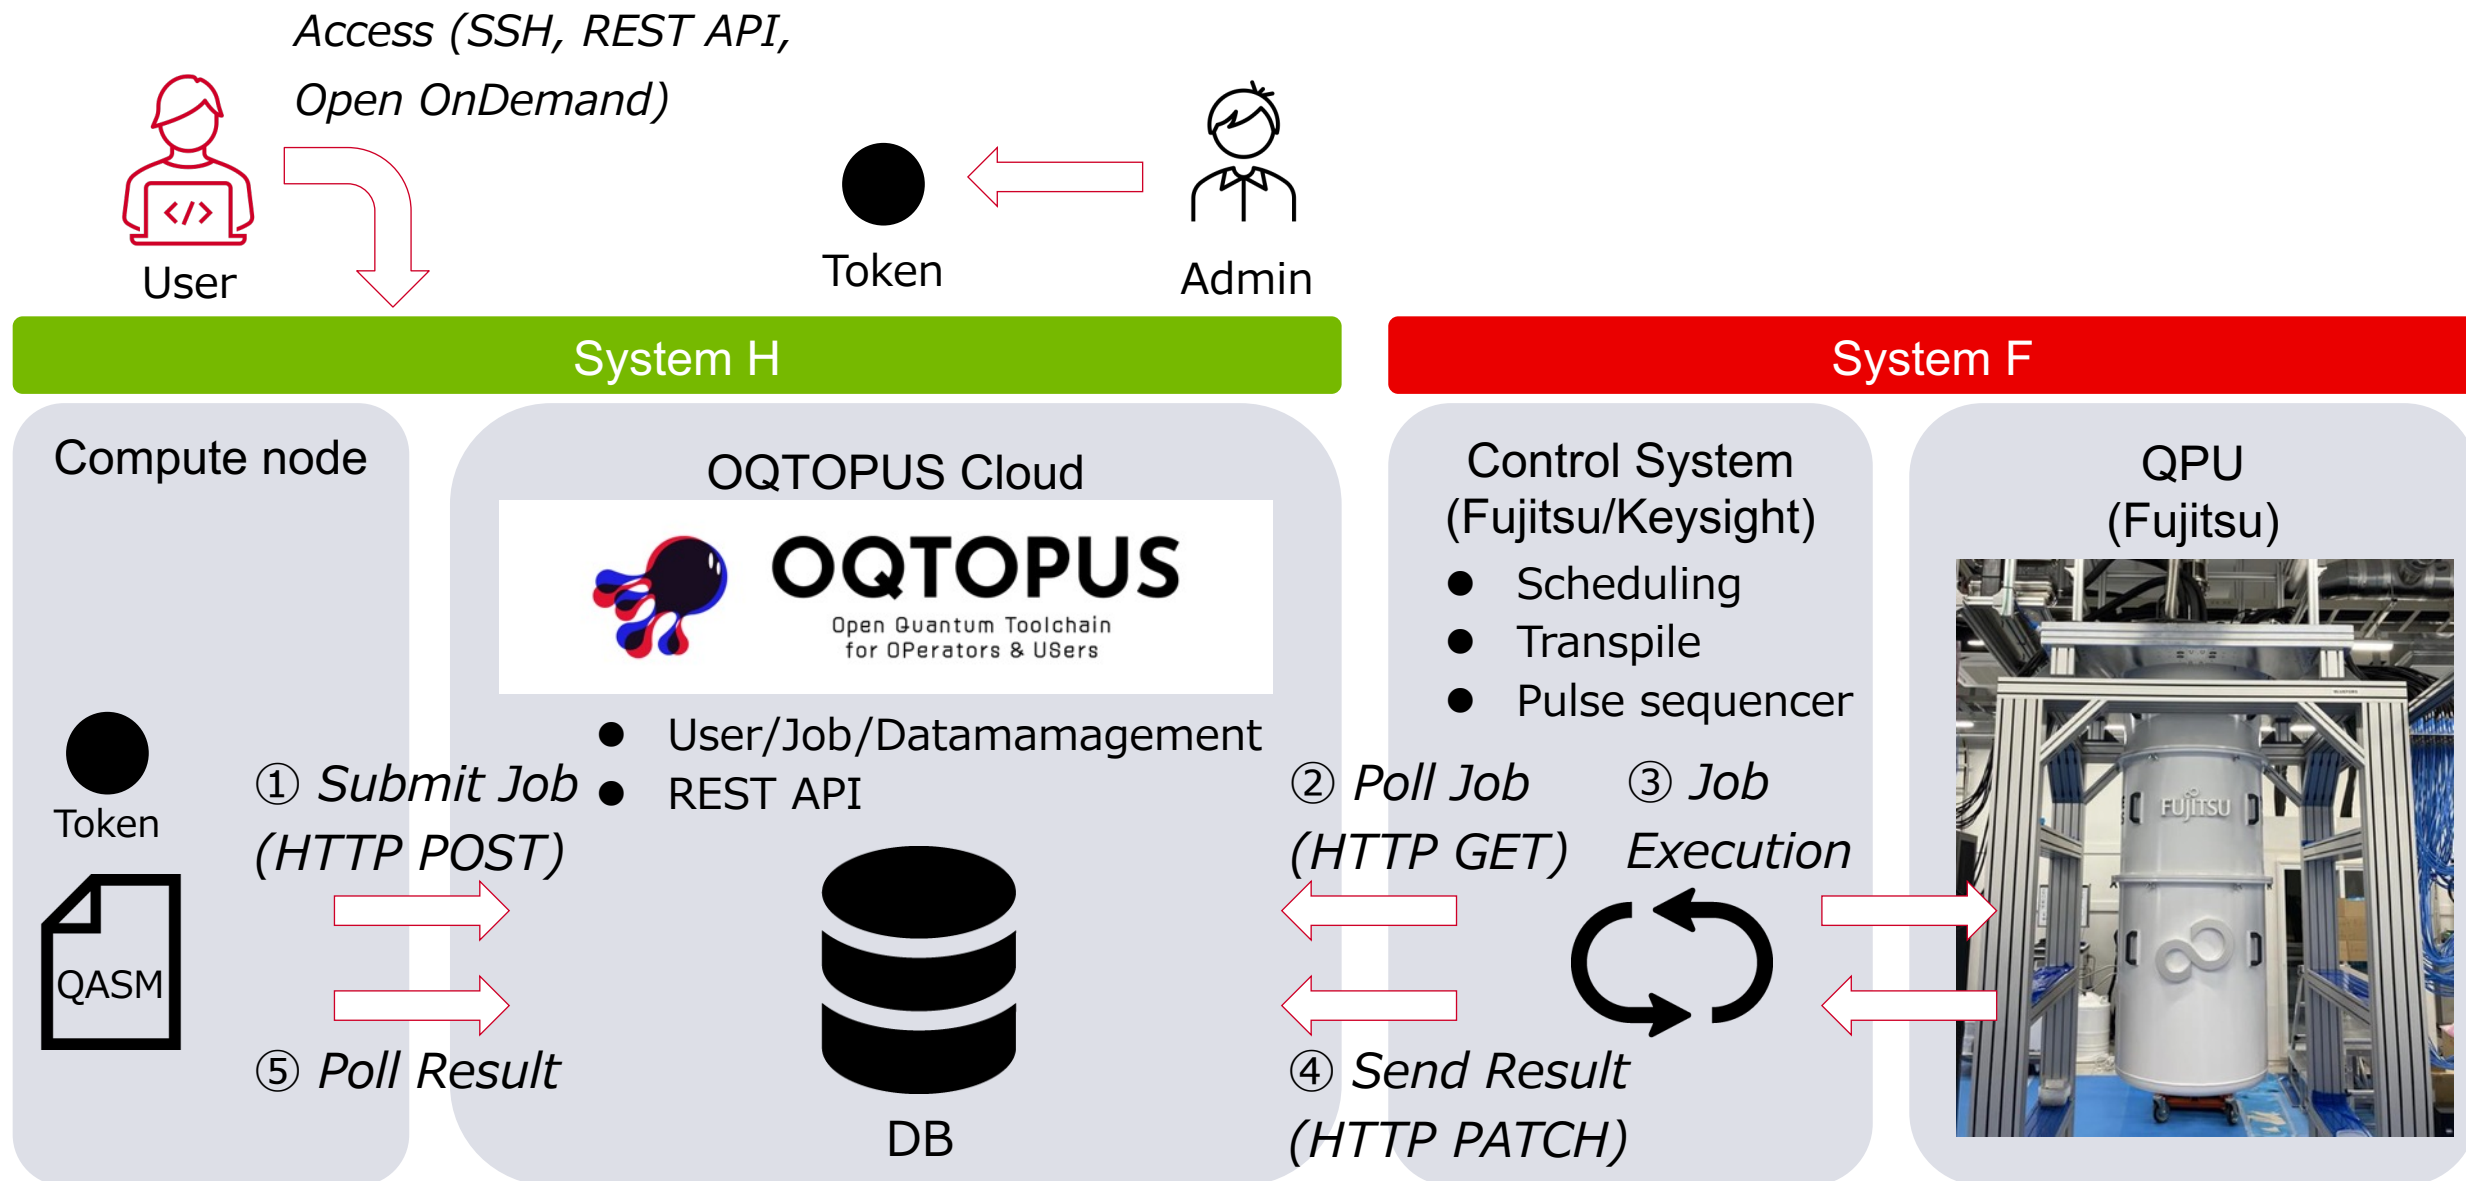 Access (SSH, REST API,
Open OnDemand)
</>
User
Token
Admin
System H
System F
Compute node
Token
QASM
① Submit Job
(HTTP POST)
⑤ Poll Result
OQTOPUS Cloud
OQTOPUS
Open Quantum Toolchain
for OPerators & USers
● User/Job/Datamamagement
● REST API
DB
Control System
(Fujitsu/Keysight)
● Scheduling
● Transpile
● Pulse sequencer
② Poll Job
(HTTP GET)
③ Job
Execution
④ Send Result
(HTTP PATCH)
QPU
(Fujitsu)
FUJITSU